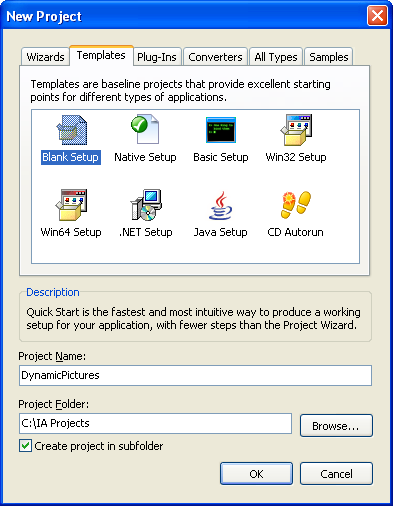 New Project
Wizards Templates Plug-Ins Converters All Types Samples
Templates are baseline projects that provide excellent starting
points for different types of applications.
Blank Setup Native Setup Basic Setup Win32 Setup
Win64 Setup .NET Setup Java Setup CD Autorun
Description
Quick Start is the fastest and most intuitive way to produce a working
setup for your application, with fewer steps than the Project Wizard.
Project Name:
DynamicPictures
Project Folder:
C:\IA Projects
Browse...
Create project in subfolder
OK Cancel